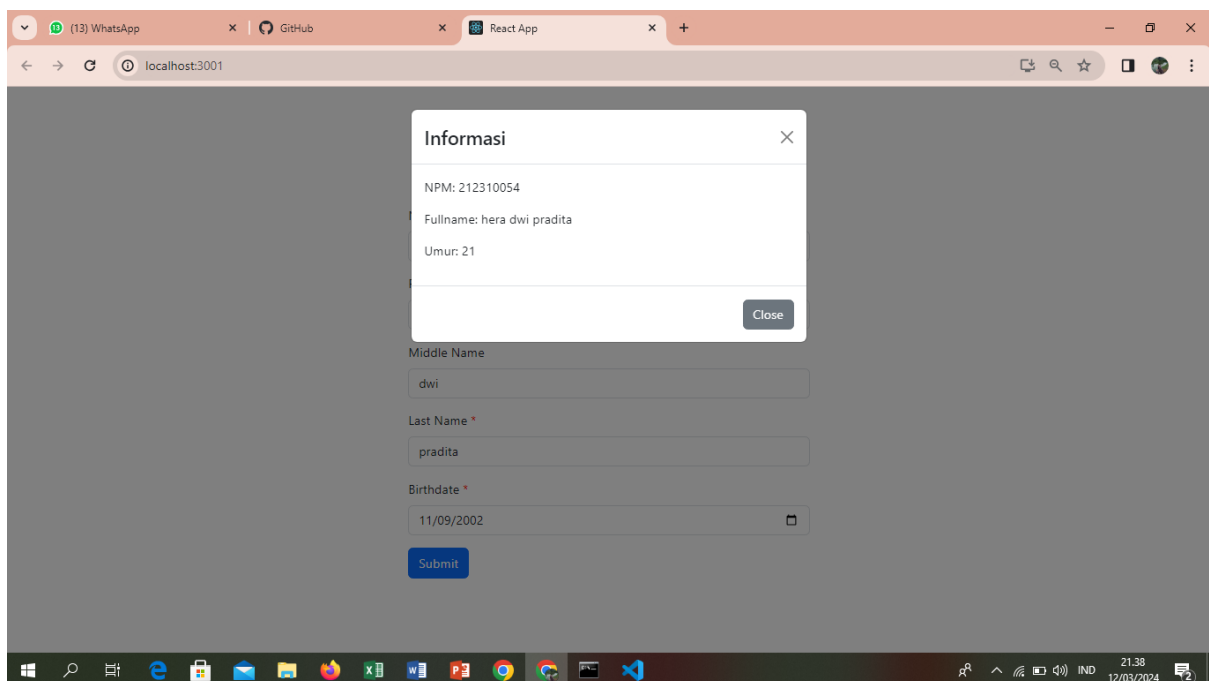 (13) WhatsApp
GitHub
React App
localhost:3001
Informasi
NPM: 212310054
Fullname: hera dwi pradita
Umur: 21
Close
Middle Name
dwi
Last Name *
pradita
Birthdate *
11/09/2002
Submit
IND
21.38
12/03/2024